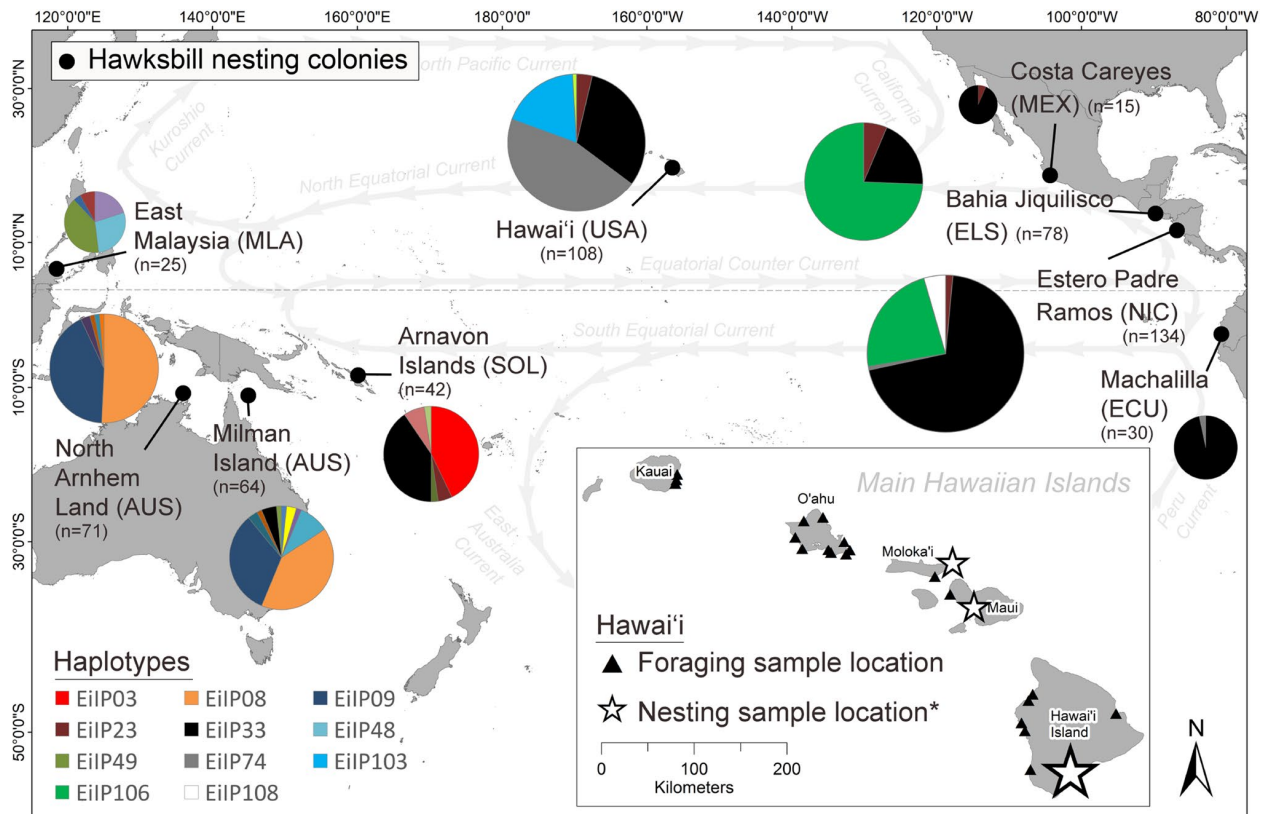 120°0'0"E 140°0'0"E 160°0'0"E 180°0'0" 160°0'0"W 140°0'0"W 120°0'0"W 100°0'0"W 80°0'0"W
30°0'0"N
10°0'0"N
10°0'0"S
30°0'0"S
50°0'0"S
Hawksbill nesting colonies
North Pacific Current
California
Current
Kuroshio
Current
North Equatorial Current
Equatorial Counter Current
South Equatorial Current
East-
Australia
Current
Peru
Current
Costa Careyes
(MEX) (n=15)
Bahia Jiquilisco
(ELS) (n=78)
Estero Padre
Ramos (NIC)
(n=134)
Machalilla
(ECU)
(n=30)
Hawaiʻi (USA)
(n=108)
East
Malaysia (MLA)
(n=25)
Arnavon
Islands (SOL)
(n=42)
North
Arnhem
Land (AUS)
(n=71)
Milman
Island (AUS)
(n=64)
Haplotypes
EiIP03 EiIP08 EiIP09
EiIP23 EiIP33 EiIP48
EiIP49 EiIP74 EiIP103
EiIP106 EiIP108
Main Hawaiian Islands
Kauai
O'ahu
Moloka'i
Maui
Hawai'i
Island
Hawaiʻi
Foraging sample location
Nesting sample location*
0 100 200
Kilometers
N